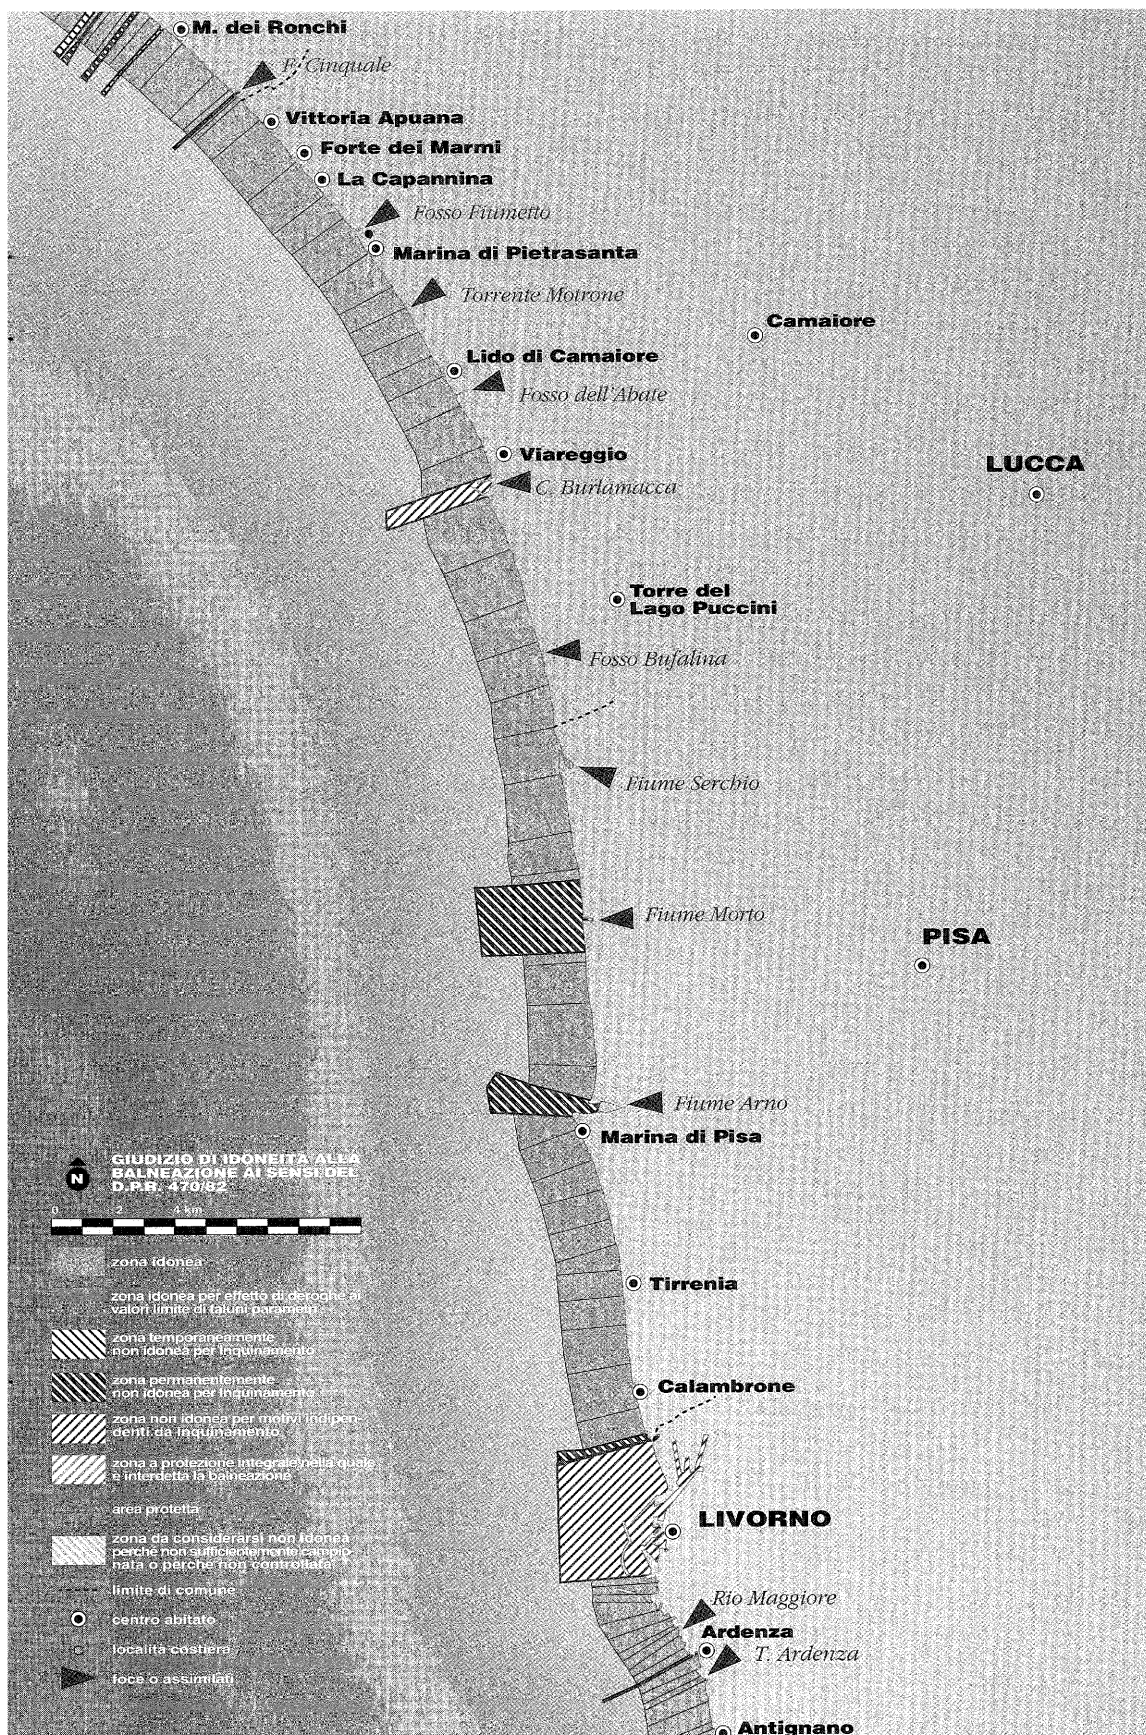 M. dei Ronchi
F. Cinquale
Vittoria Apuana
Forte dei Marmi
La Capannina
Fosso Fiumetto
Marina di Pietrasanta
Torrente Motrone
Camaiore
Lido di Camaiore
Fosso dell'Abate
Viareggio
LUCCA
C. Burlamacca
Torre del
Lago Puccini
Fosso Bufalina
Fiume Serchio
Fiume Morto
PISA
Fiume Arno
Marina di Pisa
GIUDIZIO DI IDONEITÀ ALLA
BALNEAZIONE AI SENSI DEL
D.P.R. 470/82
N
0 2 4 km
zona idonea
zona idonea per effetto di deroghe ai
valori limite di taluni parametri
zona temporaneamente
non idonea per inquinamento
zona permanentemente
non idonea per inquinamento
zona non idonea per motivi indipen-
denti da inquinamento
zona a protezione integrale nella quale
è interdetta la balneazione
area protetta
zona da considerarsi non idonea
perché non sufficientemente campio-
nata o perché non controllata
limite di comune
centro abitato
località costiera
foce o assimilati
Tirrenia
Calambrone
LIVORNO
Rio Maggiore
Ardenza
T. Ardenza
Antignano